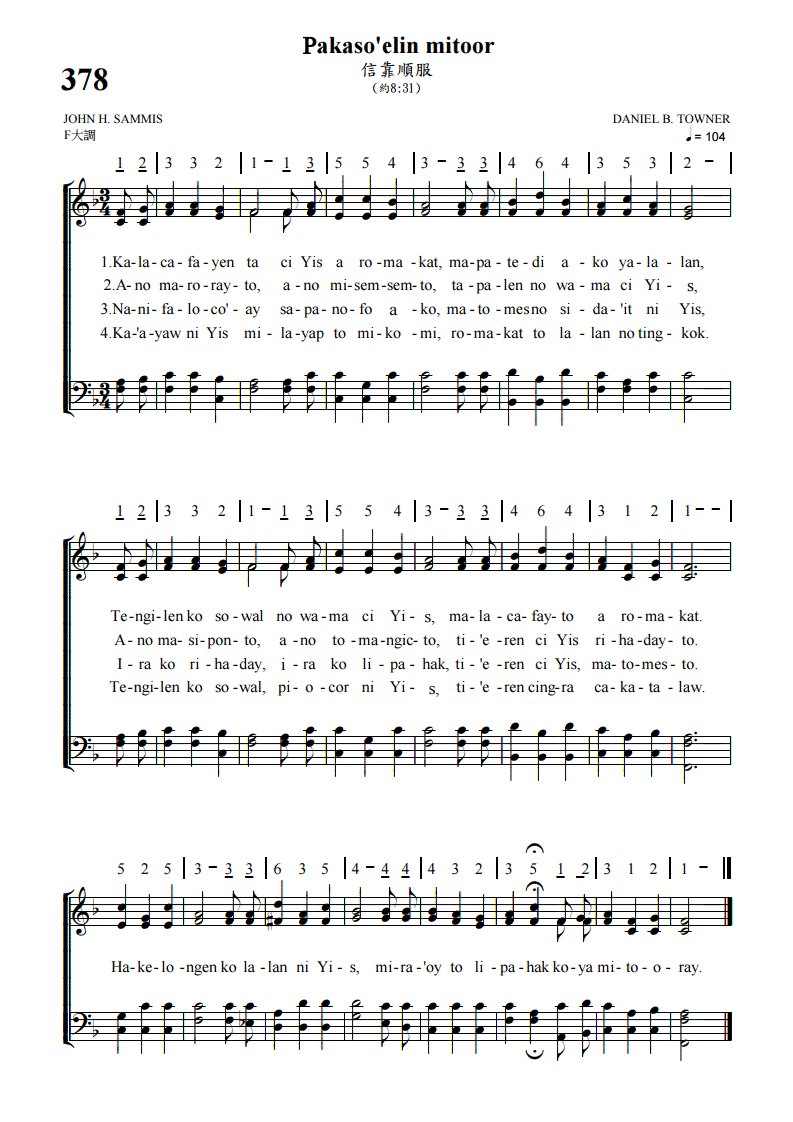 Pakaso'elin mitoor
信靠順服
(約8:31)
378
JOHN H. SAMMIS DANIEL B. TOWNER
F大調 ♩= 104
1 2 | 3 3 2 | 1 - 1 3 | 5 5 4 | 3 - 3 3 | 4 6 4 | 3 5 3 | 2 - |
1.Ka-la-ca-fa-yen ta ci Yis a ro-ma-kat, ma-pa-te-di a-ko ya-la-lan,
2.A-no ma-ro-ray-to, a-no mi-sem-sem-to, ta-pa-len no wa-ma ci Yi-s,
3.Na-ni-fa-lo-co'-ay sa-pa-no-fo a-ko, ma-to-mes no si-da'-it ni Yis,
4.Ka-'a-yaw ni Yis mi-la-yap to mi-ko-mi, ro-ma-kat to la-lan no ting-kok.
1 2 | 3 3 2 | 1 - 1 3 | 5 5 4 | 3 - 3 3 | 4 6 4 | 3 1 2 | 1 - - |
Te-ngi-len ko so-wal no wa-ma ci Yi-s, ma-la-ca-fay-to a ro-ma-kat.
A-no ma-si-pon-to, a-no to-mangic-to, ti-'e-ren ci Yis ri-ha-day-to.
I-ra ko ri-ha-day, i-ra ko li-pa-hak, ti-'e-ren ci Yis, ma-to-mes-to.
Te-ngi-len ko so-wal, pi-o-cor ni Yi-s, ti-'e-ren cing-ra ca-ka-ta-law.
5 2 5 | 3 - 3 3 | 6 3 5 | 4 - 4 4 | 4 3 2 | 3 5 1 2 | 3 1 2 | 1 - ||
Ha-ke-lo-ngen ko la-lan ni Yi-s, mi-ra-'oy to li-pa-hak ko-ya mi-to-o-ray.